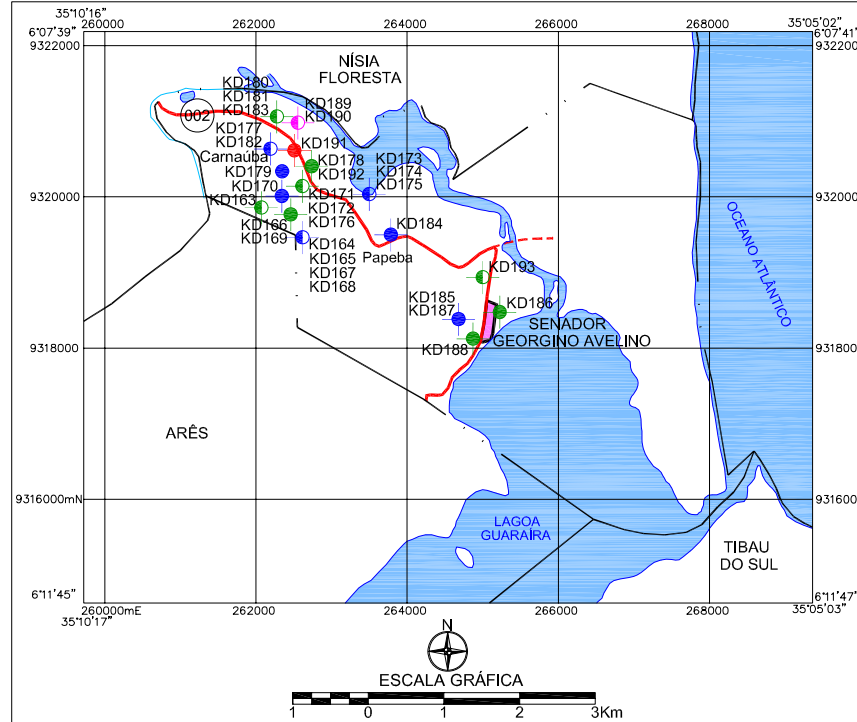 35°10'16"
260000
262000
264000
266000
268000
35°05'02"
6°07'39"
6°07'41"
9322000
9322000
NÍSIA
FLORESTA
KD180
KD181
KD183
KD189
KD190
002
KD177
KD182
KD191
Carnaúba
KD178
KD192
KD173
KD174
KD175
KD179
KD170
9320000
9320000
KD163
KD171
KD172
KD176
KD166
KD169
KD164
KD165
KD167
KD168
KD184
Papeba
KD193
KD185
KD187
KD186
SENADOR
GEORGINO AVELINO
KD188
9318000
9318000
OCEANO ATLÂNTICO
ARÊS
9316000mN
9316000
LAGOA
GUARAÍRA
TIBAU
DO SUL
6°11'45"
6°11'47"
260000mE
262000
264000
266000
268000
35°10'17"
35°05'03"
N
ESCALA GRÁFICA
1 0 1 2 3Km